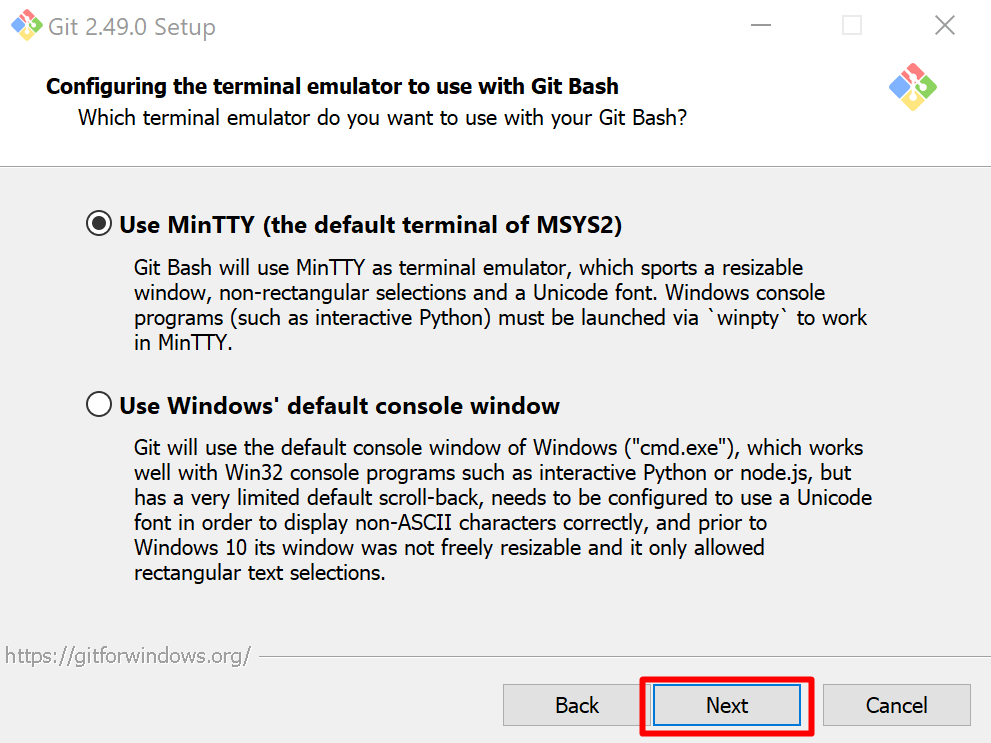 Git 2.49.0 Setup
Configuring the terminal emulator to use with Git Bash
Which terminal emulator do you want to use with your Git Bash?
Use MinTTY (the default terminal of MSYS2)
Git Bash will use MinTTY as terminal emulator, which sports a resizable
window, non-rectangular selections and a Unicode font. Windows console
programs (such as interactive Python) must be launched via `winpty` to work
in MinTTY.
Use Windows' default console window
Git will use the default console window of Windows ("cmd.exe"), which works
well with Win32 console programs such as interactive Python or node.js, but
has a very limited default scroll-back, needs to be configured to use a Unicode
font in order to display non-ASCII characters correctly, and prior to
Windows 10 its window was not freely resizable and it only allowed
rectangular text selections.
https://gitforwindows.org/
Back Next Cancel